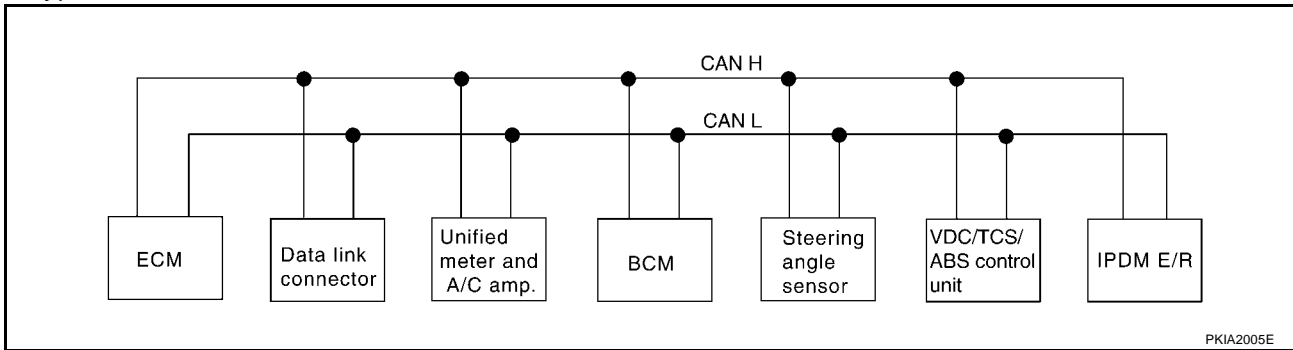 CAN H
CAN L
ECM
Data link
connector
Unified
meter and
A/C amp.
BCM
Steering
angle
sensor
VDC/TCS/
ABS control
unit
IPDM E/R
PKIA2005E